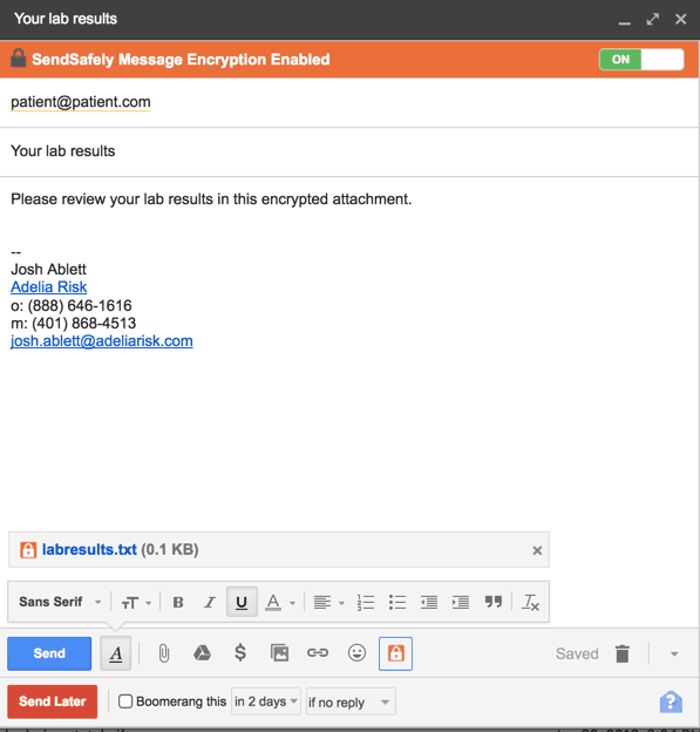 Your lab results
SendSafely Message Encryption Enabled ON
patient@patient.com
Your lab results
Please review your lab results in this encrypted attachment.
--
Josh Ablett
Adelia Risk
o: (888) 646-1616
m: (401) 868-4513
josh.ablett@adeliarisk.com
labresults.txt (0.1 KB)
Sans Serif
Send Saved
Send Later Boomerang this in 2 days if no reply